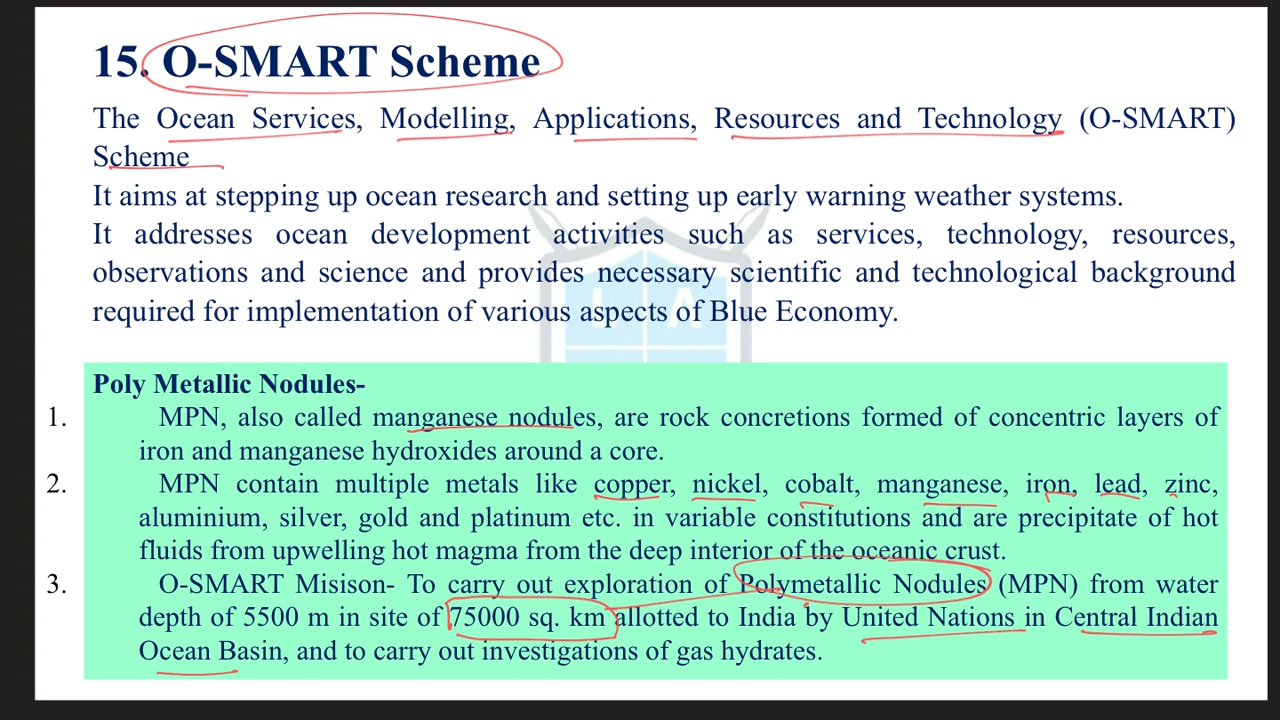 15. O-SMART Scheme
The Ocean Services, Modelling, Applications, Resources and Technology (O-SMART)
Scheme
It aims at stepping up ocean research and setting up early warning weather systems.
It addresses ocean development activities such as services, technology, resources,
observations and science and provides necessary scientific and technological background
required for implementation of various aspects of Blue Economy.
I A
Poly Metallic Nodules-
1. MPN, also called manganese nodules, are rock concretions formed of concentric layers of
iron and manganese hydroxides around a core.
2. MPN contain multiple metals like copper, nickel, cobalt, manganese, iron, lead, zinc,
aluminium, silver, gold and platinum etc. in variable constitutions and are precipitate of hot
fluids from upwelling hot magma from the deep interior of the oceanic crust.
3. O-SMART Misison- To carry out exploration of Polymetallic Nodules (MPN) from water
depth of 5500 m in site of 75000 sq. km allotted to India by United Nations in Central Indian
Ocean Basin, and to carry out investigations of gas hydrates.